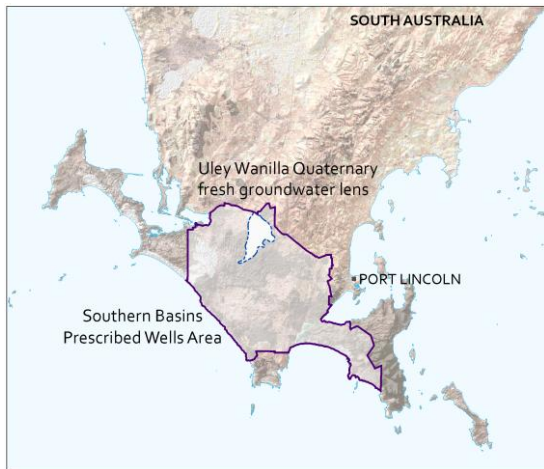 SOUTH AUSTRALIA
Uley Wanilla Quaternary
fresh groundwater lens
PORT LINCOLN
Southern Basins
Prescribed Wells Area